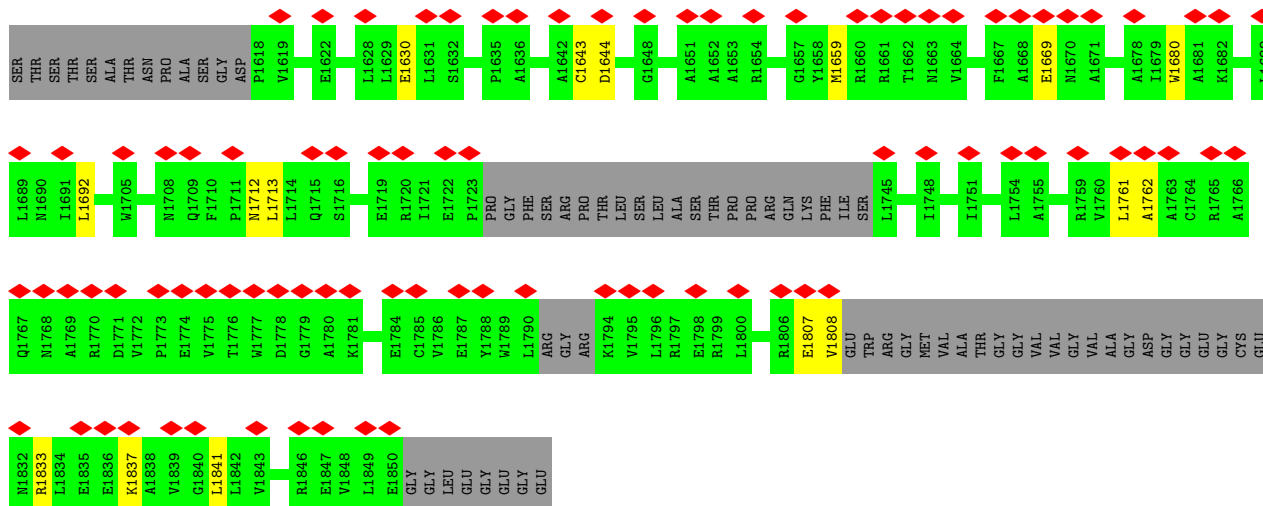 SER THR SER THR SER ALA THR ASN PRO ALA SER GLY ASP P1618 V1619 E1622 L1628 L1629 E1630 L1631 S1632 P1635 A1636 A1642 C1643 D1644 G1648 A1651 A1652 A1653 R1654 G1657 Y1658 M1659 R1660 R1661 T1662 N1663 V1664 F1667 A1668 E1669 N1670 A1671 A1678 I1679 W1680 A1681 K1682
L1689 N1690 I1691 L1692 W1705 N1708 Q1709 F1710 P1711 N1712 L1713 L1714 Q1715 S1716 E1719 R1720 I1721 E1722 P1723 PRO GLY PHE SER ARG PRO THR LEU SER LEU ALA SER THR PRO PRO ARG GLN LYS PHE ILE SER L1745 I1748 I1751 L1754 A1755 R1759 V1760 L1761 A1762 A1763 C1764 R1765 A1766
Q1767 N1768 A1769 R1770 D1771 V1772 P1773 E1774 V1775 T1776 W1777 D1778 G1779 A1780 K1781 E1784 C1785 V1786 E1787 Y1788 W1789 L1790 ARG GLY ARG K1794 V1795 L1796 R1797 E1798 R1799 L1800 R1806 E1807 V1808 GLU TRP ARG GLY MET VAL ALA THR GLY GLY VAL VAL GLY VAL ALA GLY ASP GLY GLY GLU GLY CYS GLU
N1832 R1833 L1834 E1835 E1836 K1837 A1838 V1839 G1840 L1841 L1842 V1843 R1846 E1847 V1848 L1849 E1850 GLY GLY LEU GLU GLY GLU GLY GLU